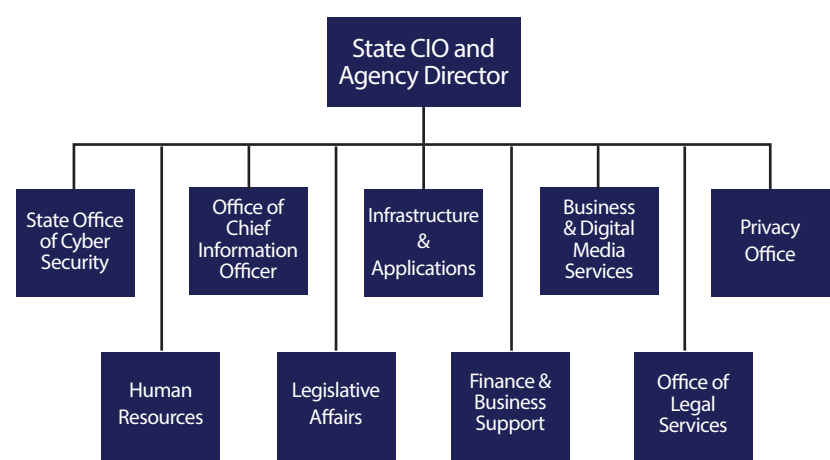 State CIO and
Agency Director
State Office
of Cyber
Security
Office of
Chief
Information
Officer
Infrastructure
&
Applications
Business
& Digital
Media
Services
Privacy
Office
Human
Resources
Legislative
Affairs
Finance &
Business
Support
Office of
Legal
Services